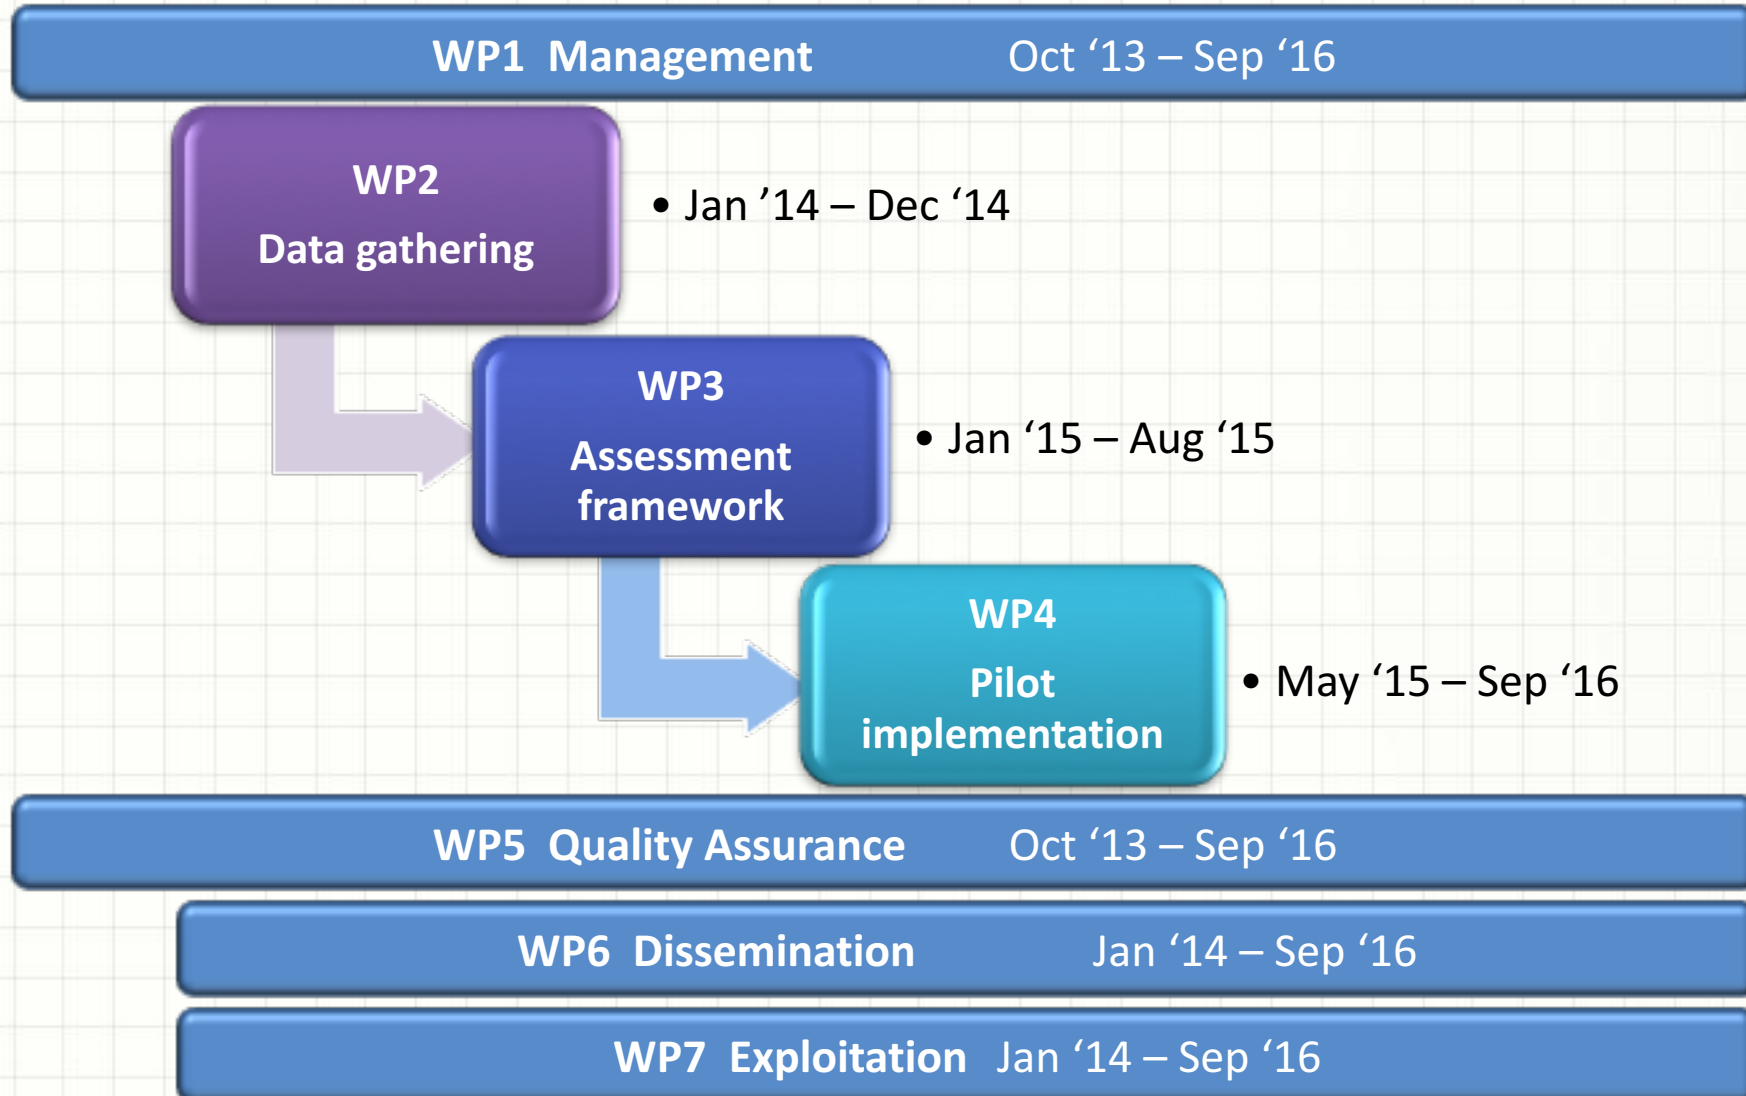 WP1 Management Oct ‘13 – Sep ‘16
WP2
Data gathering
• Jan ’14 – Dec ‘14
WP3
Assessment
framework
• Jan ‘15 – Aug ‘15
WP4
Pilot
implementation
• May ‘15 – Sep ‘16
WP5 Quality Assurance Oct ‘13 – Sep ‘16
WP6 Dissemination Jan ‘14 – Sep ‘16
WP7 Exploitation Jan ‘14 – Sep ‘16